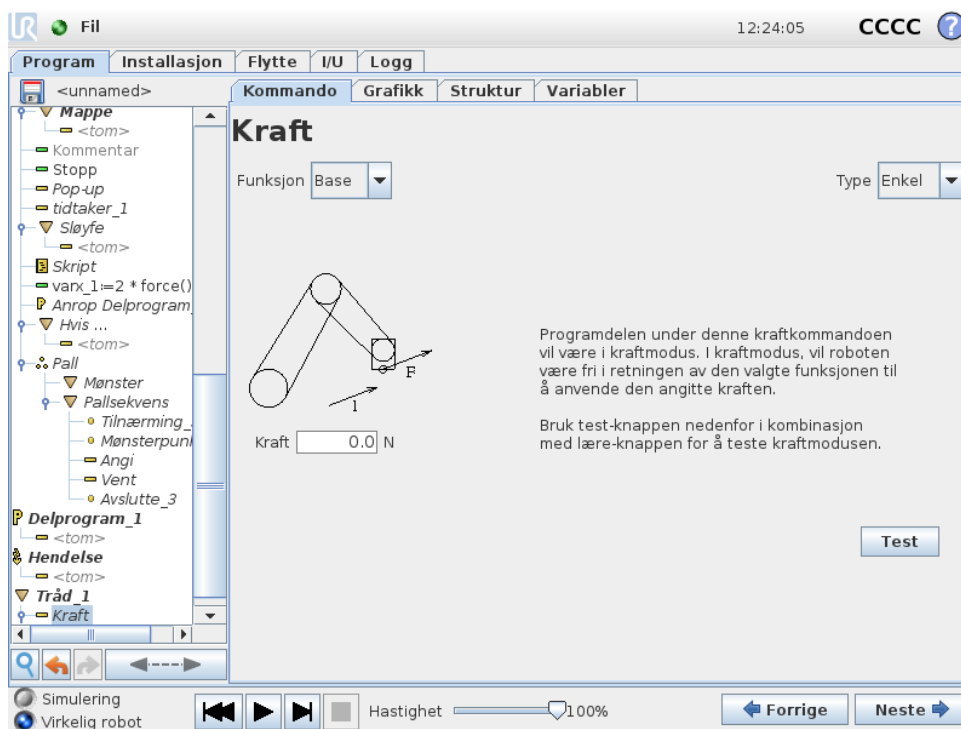 UR Fil 12:24:05 CCCC ?
Program Installasjon Flytte I/U Logg
<unnamed>
Kommando Grafikk Struktur Variabler
Mappe
<tom>
Kommentar
Stopp
Pop-up
tidtaker_1
Sløyfe
<tom>
Skript
varx_1:=2 * force()
P Anrop Delprogram
Hvis ...
<tom>
Pall
Mønster
Pallsekvens
Tilnærming_
Mønsterpun
Angi
Vent
Avslutte_3
P Delprogram_1
<tom>
Hendelse
<tom>
Tråd_1
Kraft
Kraft
Funksjon Base
Type Enkel
F
1
Kraft 0.0 N
Programdelen under denne kraftkommandoen
vil være i kraftmodus. I kraftmodus, vil roboten
være fri i retningen av den valgte funksjonen til
å anvende den angitte kraften.
Bruk test-knappen nedenfor i kombinasjon
med lære-knappen for å teste kraftmodusen.
Test
Simulering
Virkelig robot
Hastighet 100%
Forrige Neste